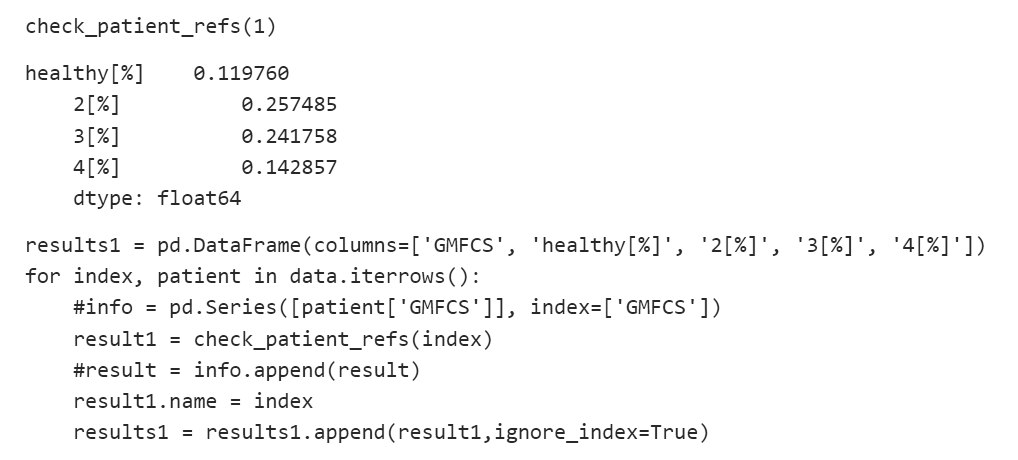 check_patient_refs(1)
healthy[%]    0.119760
    2[%]          0.257485
    3[%]          0.241758
    4[%]          0.142857
    dtype: float64
results1 = pd.DataFrame(columns=['GMFCS', 'healthy[%]', '2[%]', '3[%]', '4[%]'])
for index, patient in data.iterrows():
    #info = pd.Series([patient['GMFCS']], index=['GMFCS'])
    result1 = check_patient_refs(index)
    #result = info.append(result)
    result1.name = index
    results1 = results1.append(result1,ignore_index=True)